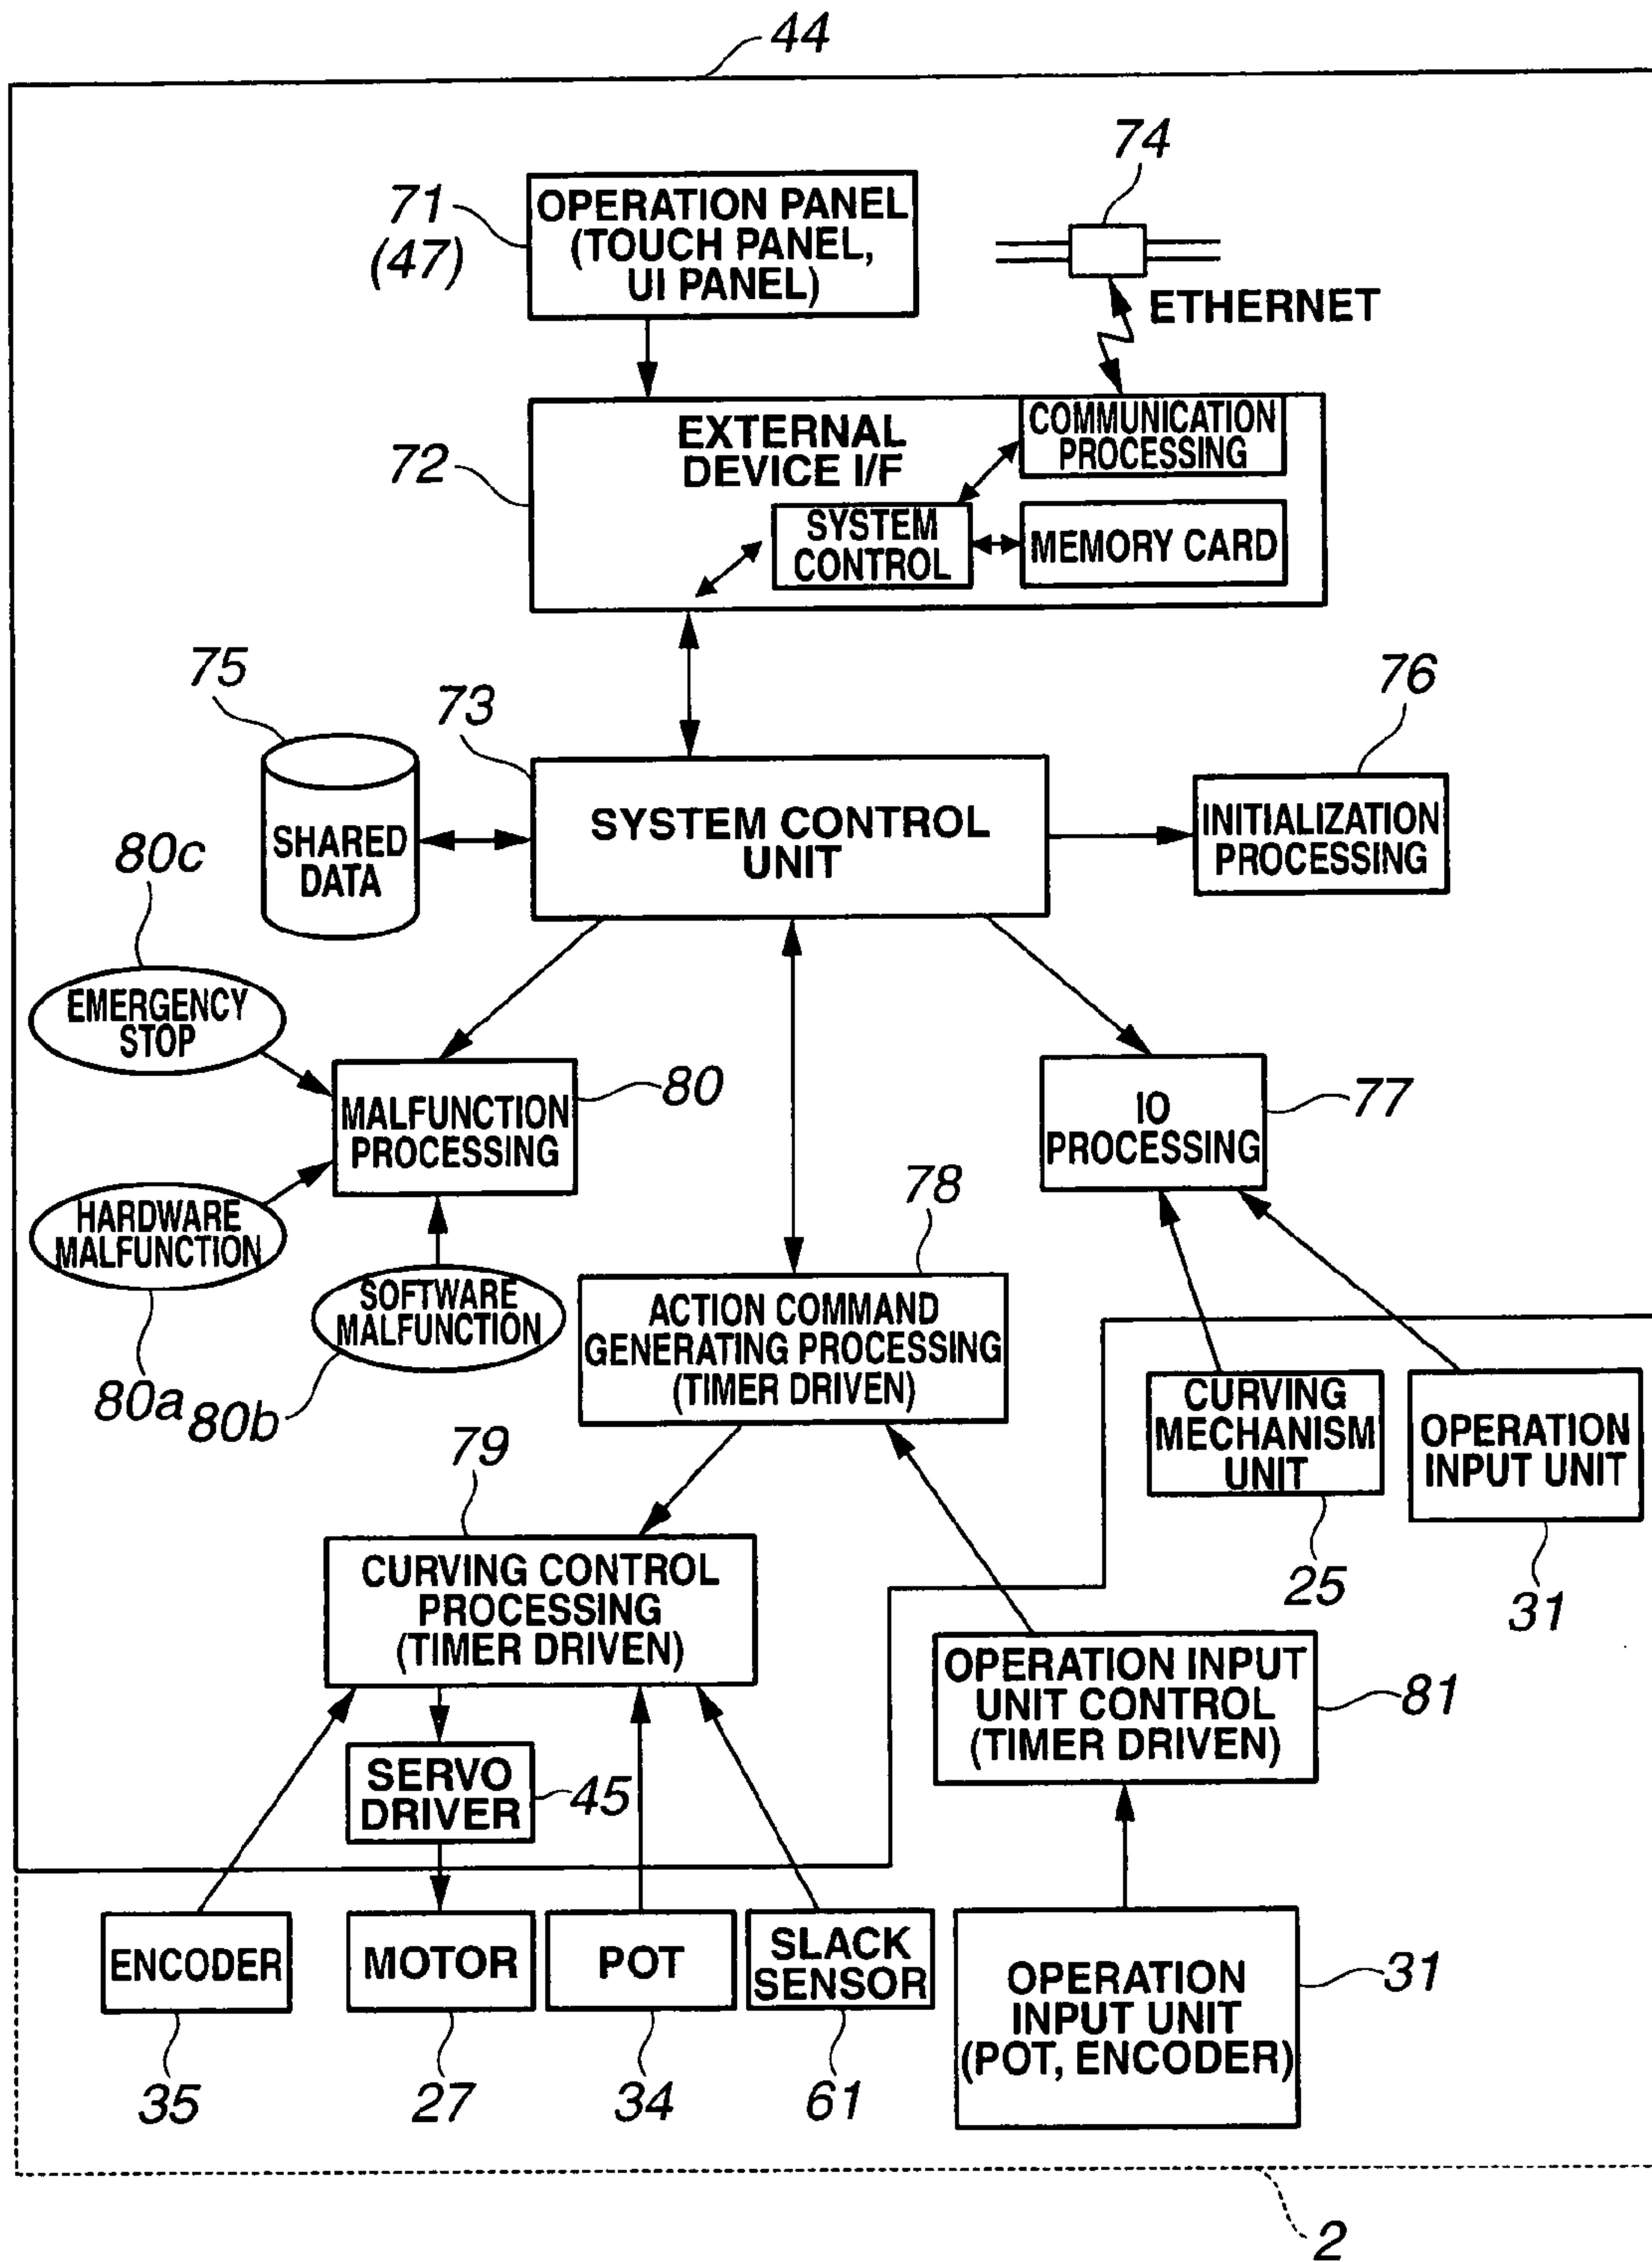 44
74
71
(47)
OPERATION PANEL
(TOUCH PANEL,
UI PANEL)
ETHERNET
72
EXTERNAL
DEVICE I/F
COMMUNICATION
PROCESSING
SYSTEM
CONTROL
MEMORY CARD
75
73
76
SHARED
DATA
SYSTEM CONTROL
UNIT
INITIALIZATION
PROCESSING
80c
EMERGENCY
STOP
MALFUNCTION
PROCESSING
80
IO
PROCESSING
77
HARDWARE
MALFUNCTION
78
SOFTWARE
MALFUNCTION
ACTION COMMAND
GENERATING PROCESSING
(TIMER DRIVEN)
80a
80b
CURVING
MECHANISM
UNIT
OPERATION
INPUT UNIT
79
25
31
CURVING CONTROL
PROCESSING
(TIMER DRIVEN)
OPERATION INPUT
UNIT CONTROL
(TIMER DRIVEN)
81
SERVO
DRIVER
45
ENCODER
MOTOR
POT
SLACK
SENSOR
OPERATION
INPUT UNIT
(POT, ENCODER)
31
35
27
34
61
2